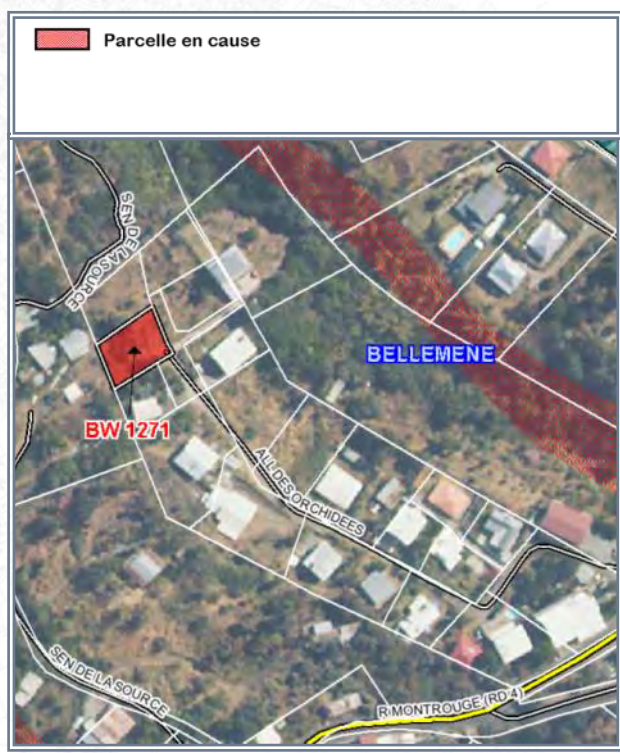 Parcelle en cause
SEN DE LA SOURCE
BELLEMENE
BW 1271
ALL DES ORCHIDEES
SEN DE LA SOURCE
R MONTROUGE (RD 4)